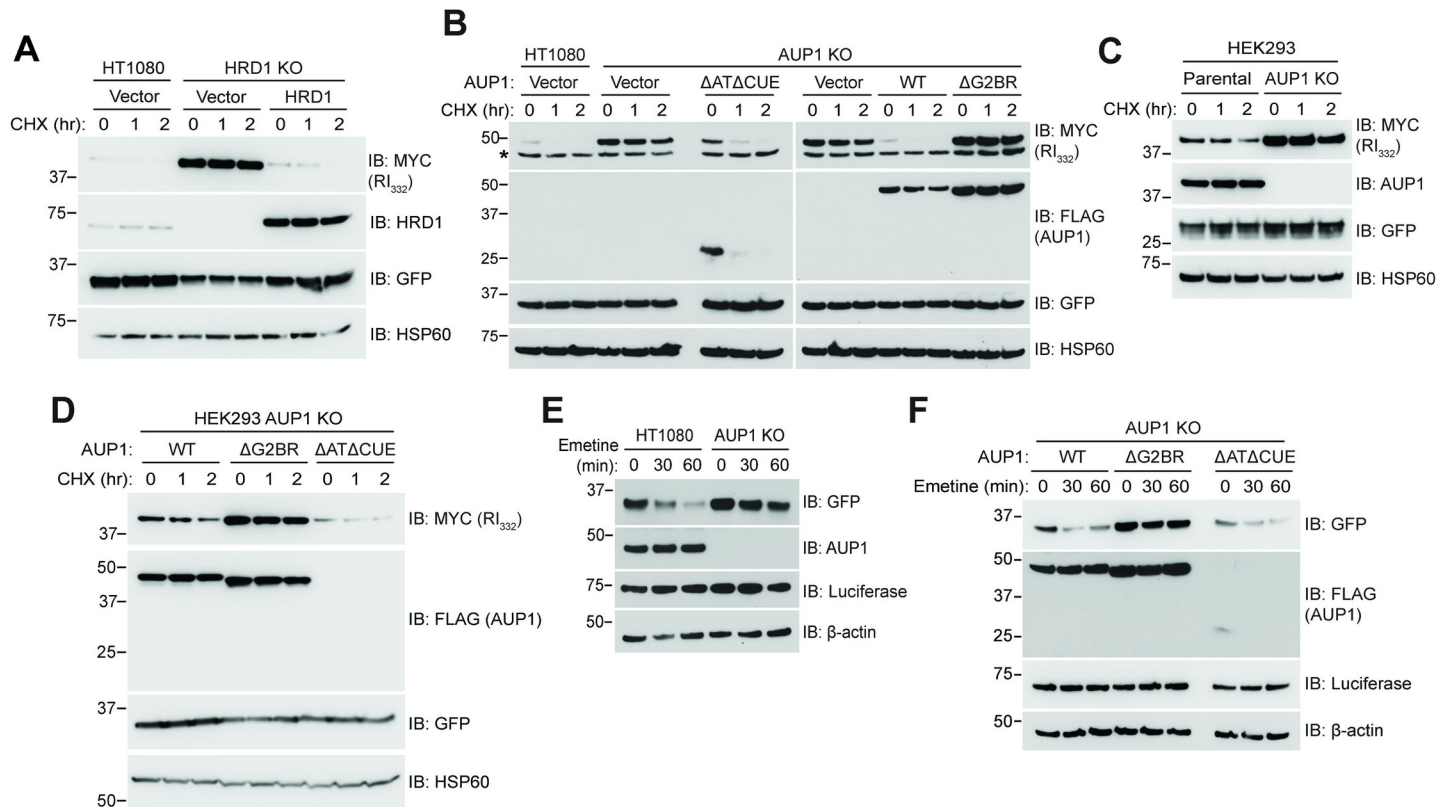 A
HT1080 HRD1 KO
Vector Vector HRD1
CHX (hr): 0 1 2 0 1 2 0 1 2
37– IB: MYC
(RI332)
75– IB: HRD1
37– IB: GFP
75– IB: HSP60
B
HT1080 AUP1 KO
AUP1: Vector Vector ΔATΔCUE Vector WT ΔG2BR
CHX (hr): 0 1 2 0 1 2 0 1 2 0 1 2 0 1 2 0 1 2
50– IB: MYC
* (RI332)
50–
37– IB: FLAG
(AUP1)
25–
37– IB: GFP
75– IB: HSP60
C
HEK293
Parental AUP1 KO
CHX (hr): 0 1 2 0 1 2
IB: MYC
37– (RI332)
37– IB: AUP1
IB: GFP
25–
75–
IB: HSP60
D
HEK293 AUP1 KO
AUP1: WT ΔG2BR ΔATΔCUE
CHX (hr): 0 1 2 0 1 2 0 1 2
37– IB: MYC (RI332)
50–
37– IB: FLAG (AUP1)
25–
37– IB: GFP
IB: HSP60
50–
E
Emetine HT1080 AUP1 KO
(min): 0 30 60 0 30 60
37– IB: GFP
50– IB: AUP1
75– IB: Luciferase
50– IB: β-actin
F
AUP1 KO
AUP1: WT ΔG2BR ΔATΔCUE
Emetine (min): 0 30 60 0 30 60 0 30 60
37– IB: GFP
50–
37– IB: FLAG
(AUP1)
25–
75– IB: Luciferase
50– IB: β-actin